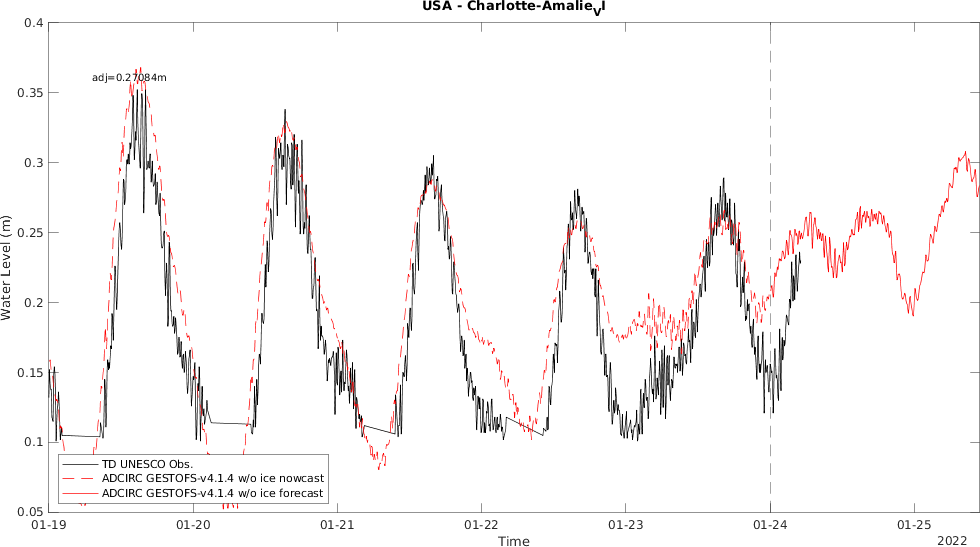 USA - Charlotte-AmalieVI
adj=0.27084m
Water Level (m)
0.4
0.35
0.3
0.25
0.2
0.15
0.1
0.05
TD UNESCO Obs.
ADCIRC GESTOFS-v4.1.4 w/o ice nowcast
ADCIRC GESTOFS-v4.1.4 w/o ice forecast
01-19 01-20 01-21 01-22 01-23 01-24 01-25
Time
2022